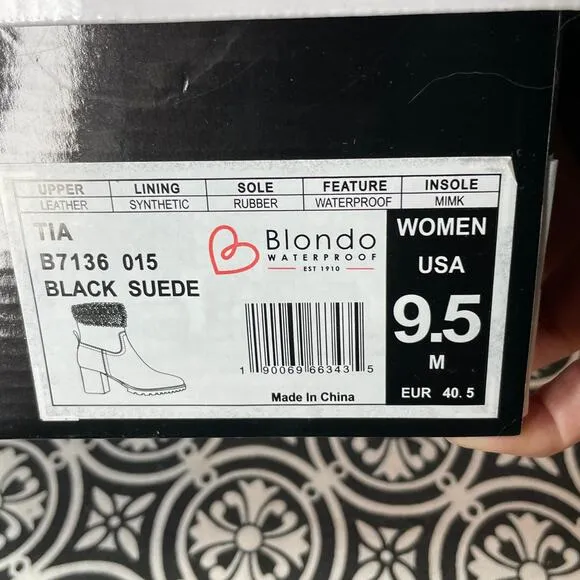 UPPER LINING SOLE FEATURE INSOLE
LEATHER SYNTHETIC RUBBER WATERPROOF MIMK
TIA
B7136 015
BLACK SUEDE
Blondo
WATERPROOF
EST 1910
1 90069 66343 5
Made In China
WOMEN
USA
9.5
M
EUR 40.5